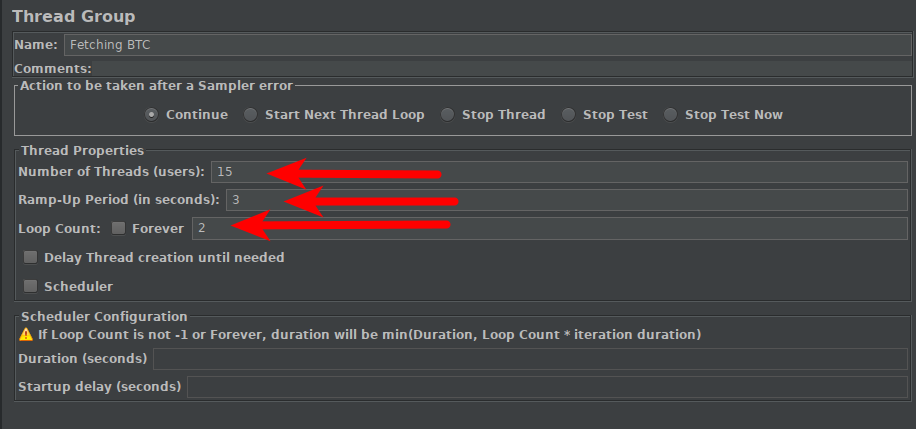 Thread Group
Name: Fetching BTC
Comments:
Action to be taken after a Sampler error
Continue Start Next Thread Loop Stop Thread Stop Test Stop Test Now
Thread Properties
Number of Threads (users): 15
Ramp-Up Period (in seconds): 3
Loop Count: Forever 2
Delay Thread creation until needed
Scheduler
Scheduler Configuration
If Loop Count is not -1 or Forever, duration will be min(Duration, Loop Count * iteration duration)
Duration (seconds)
Startup delay (seconds)